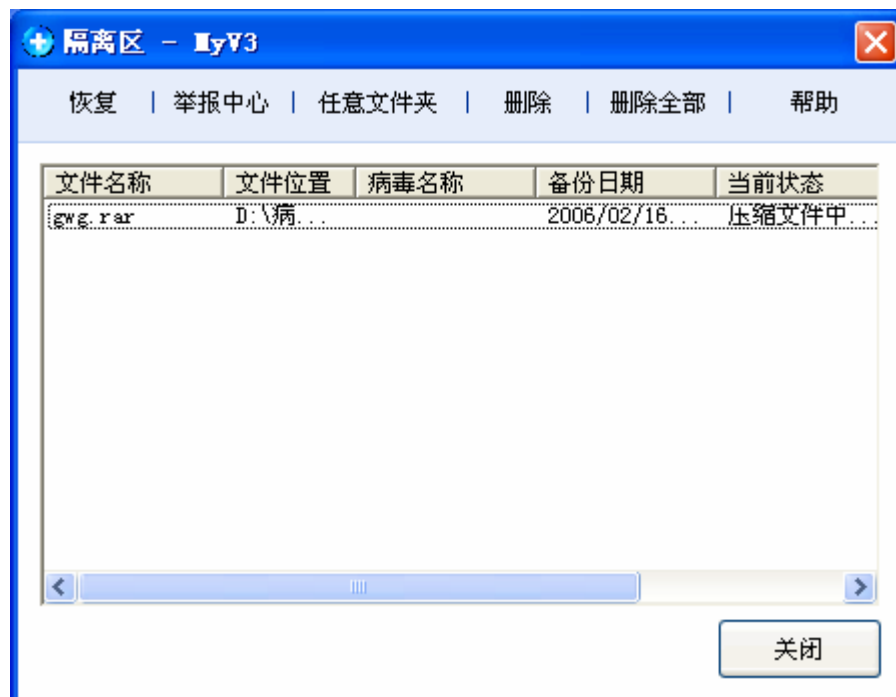 隔离区 - MyV3
恢复 | 举报中心 | 任意文件夹 | 删除 | 删除全部 | 帮助
文件名称 文件位置 病毒名称 备份日期 当前状态
gwg.rar D:\病... 2006/02/16... 压缩文件中...
关闭